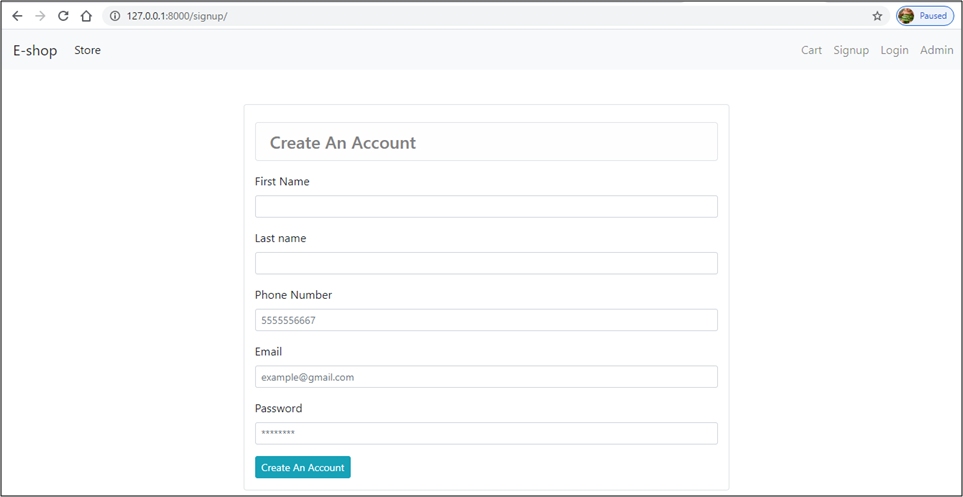 127.0.0.1:8000/signup/ Paused
E-shop Store Cart Signup Login Admin
Create An Account
First Name
Last name
Phone Number
5555556667
Email
example@gmail.com
Password
********
Create An Account